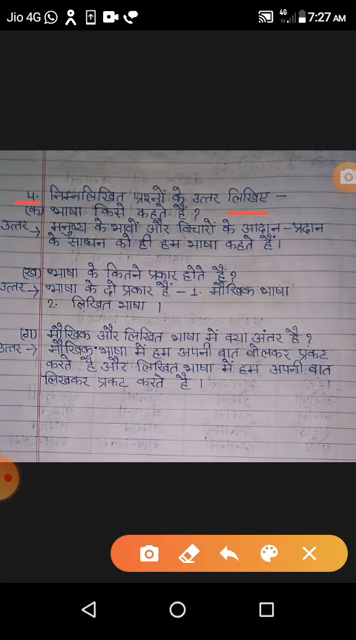 Jio 4G
4G
7:27 AM
4. निम्नलिखित प्रश्नों के उत्तर लिखिए –
(क) भाषा किसे कहते हैं ?
उत्तर → मनुष्य के भावों और विचारों के आदान-प्रदान
के साधन को ही हम भाषा कहते हैं।
(ख) भाषा के कितने प्रकार होते हैं ?
उत्तर → भाषा के दो प्रकार हैं – 1. मौखिक भाषा
2. लिखित भाषा ।
(ग) मौखिक और लिखित भाषा में क्या अंतर है ?
उत्तर → मौखिक भाषा में हम अपनी बात बोलकर प्रकट
करते है और लिखित भाषा में हम अपनी बात
लिखकर प्रकट करते है ।